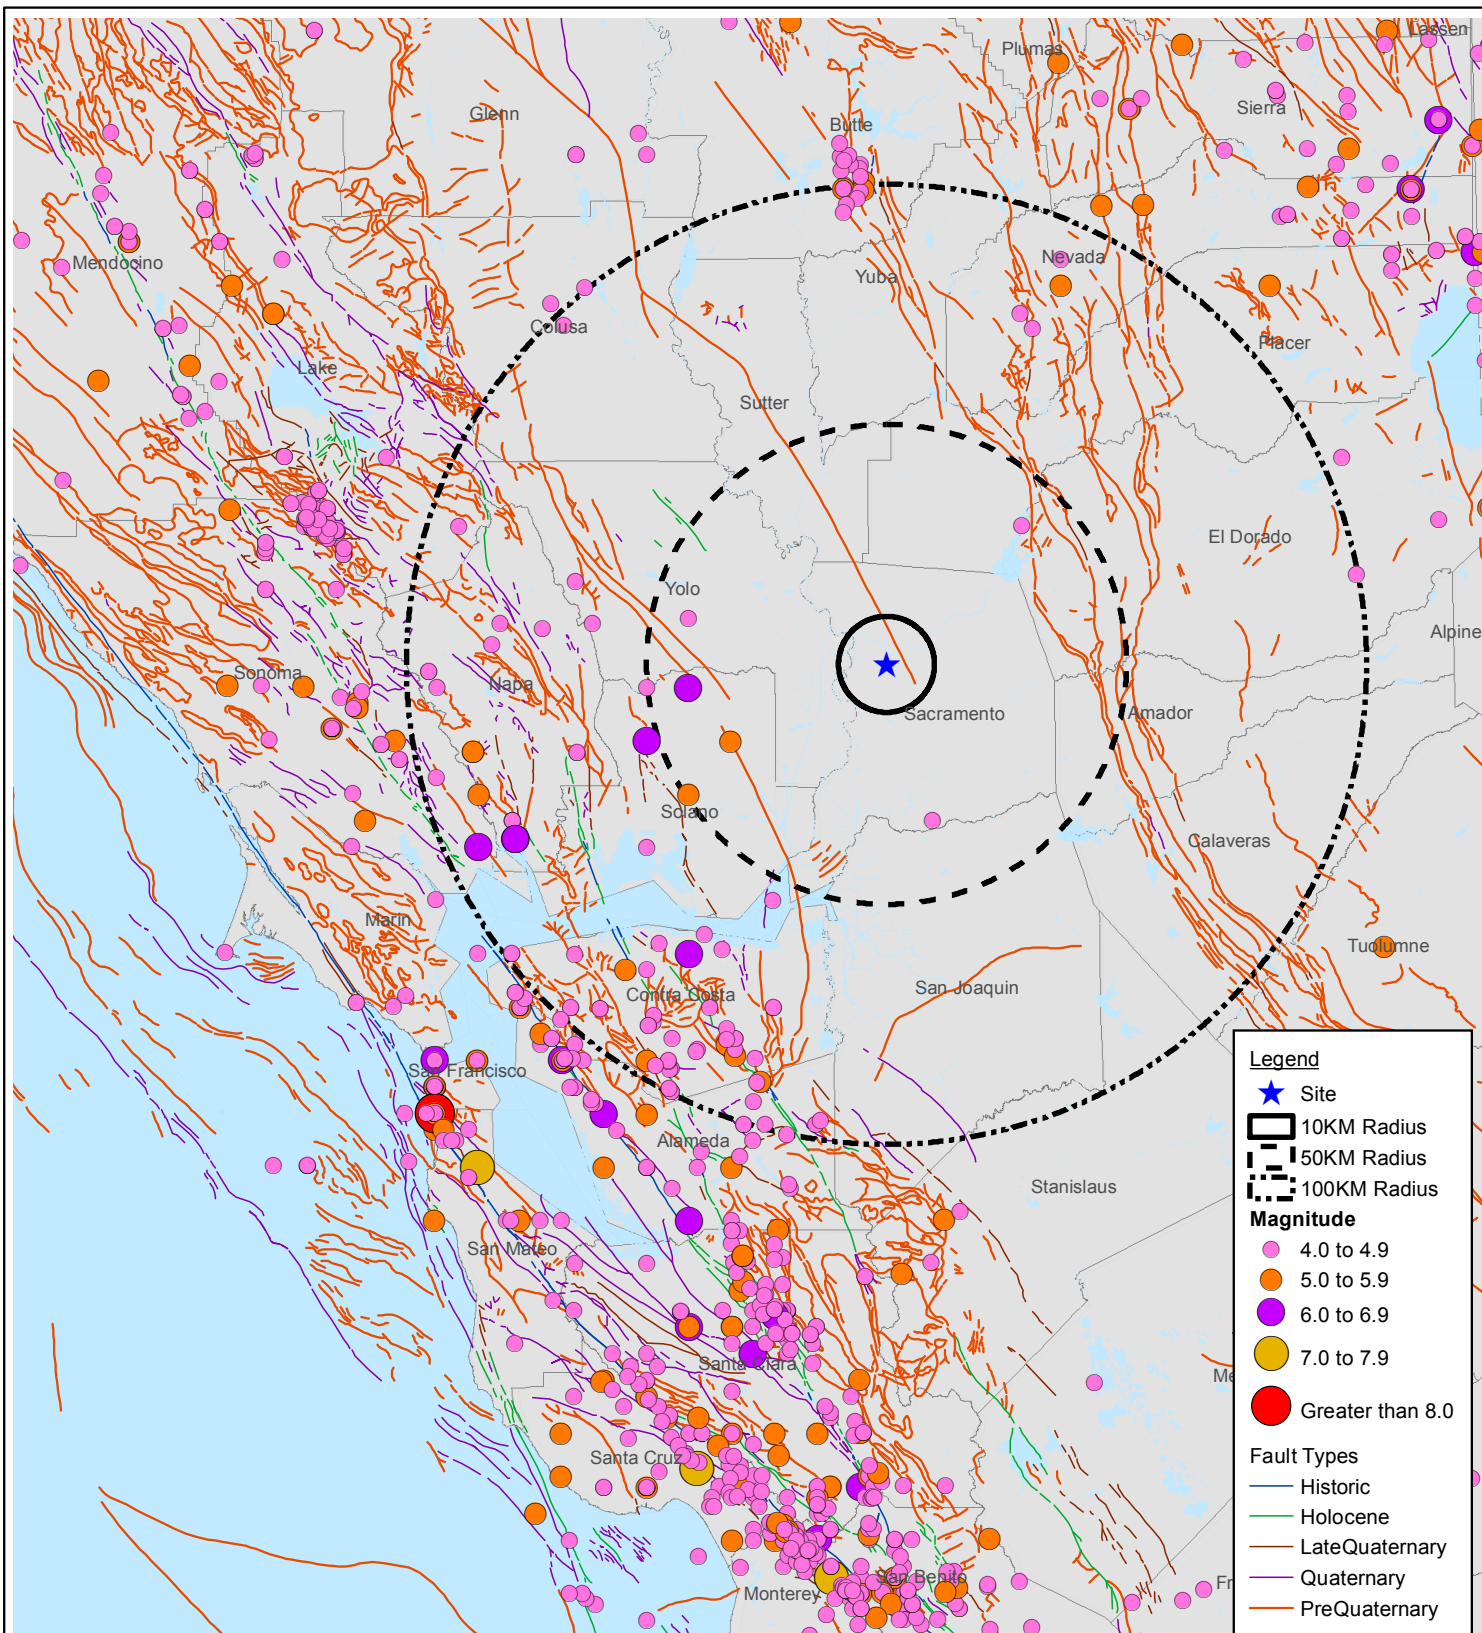 Lassen
Plumas
Sierra
Glenn
Butte
Mendocino
Nevada
Yuba
Colusa
Placer
Lake
Sutter
El Dorado
Yolo
Alpine
Sonoma
Napa
Sacramento
Amador
Solano
Calaveras
Marin
Tuolumne
Contra Costa
San Joaquin
San Francisco
Alameda
Stanislaus
San Mateo
Santa Clara
Me
Santa Cruz
San Benito
Monterey
Fr
Legend
Site
10KM Radius
50KM Radius
100KM Radius
Magnitude
4.0 to 4.9
5.0 to 5.9
6.0 to 6.9
7.0 to 7.9
Greater than 8.0
Fault Types
Historic
Holocene
LateQuaternary
Quaternary
PreQuaternary